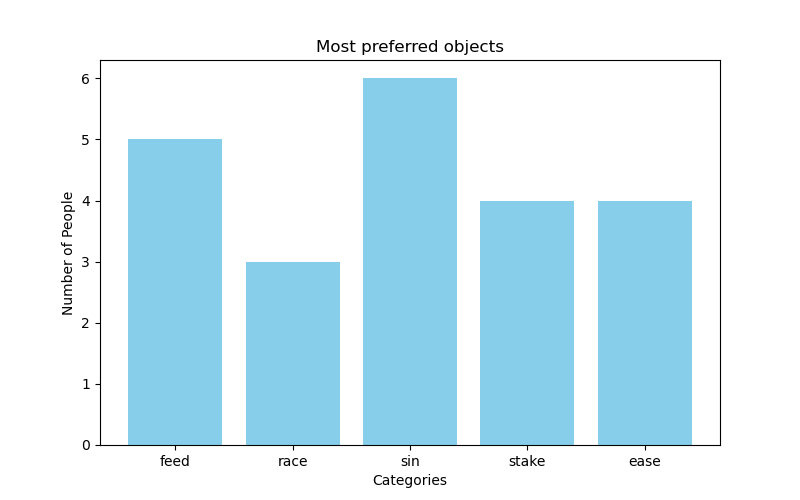 Most preferred objects
Number of People
6
5
4
3
2
1
0
feed race sin stake ease
Categories